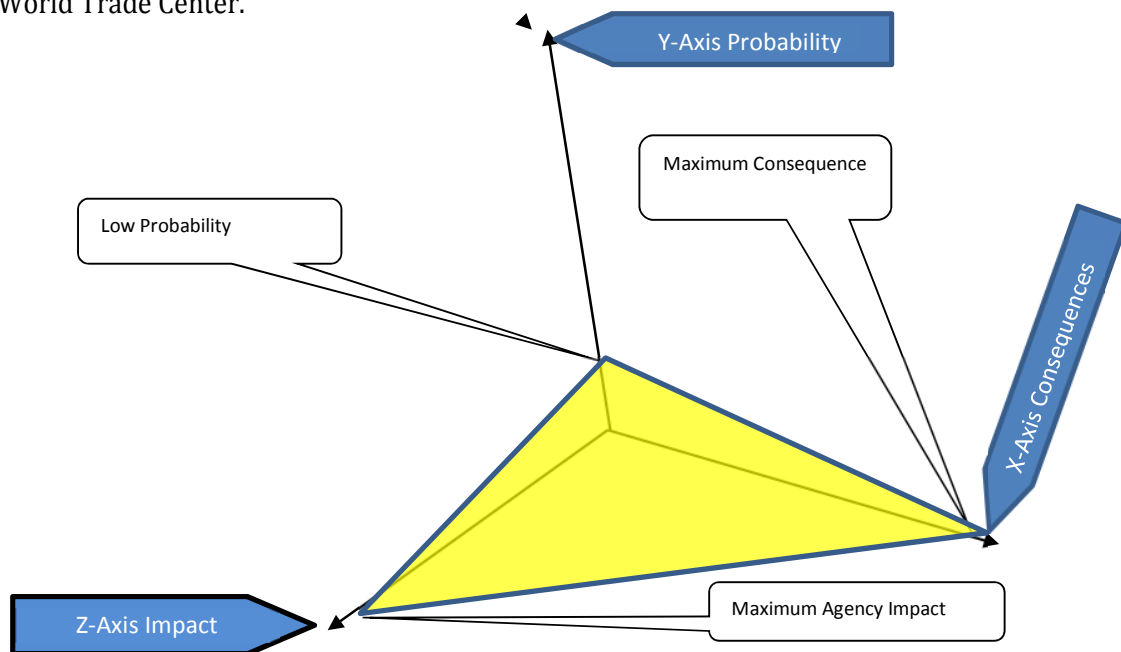 World Trade Center.
Y-Axis Probability
Maximum Consequence
Low Probability
X-Axis Consequences
Maximum Agency Impact
Z-Axis Impact